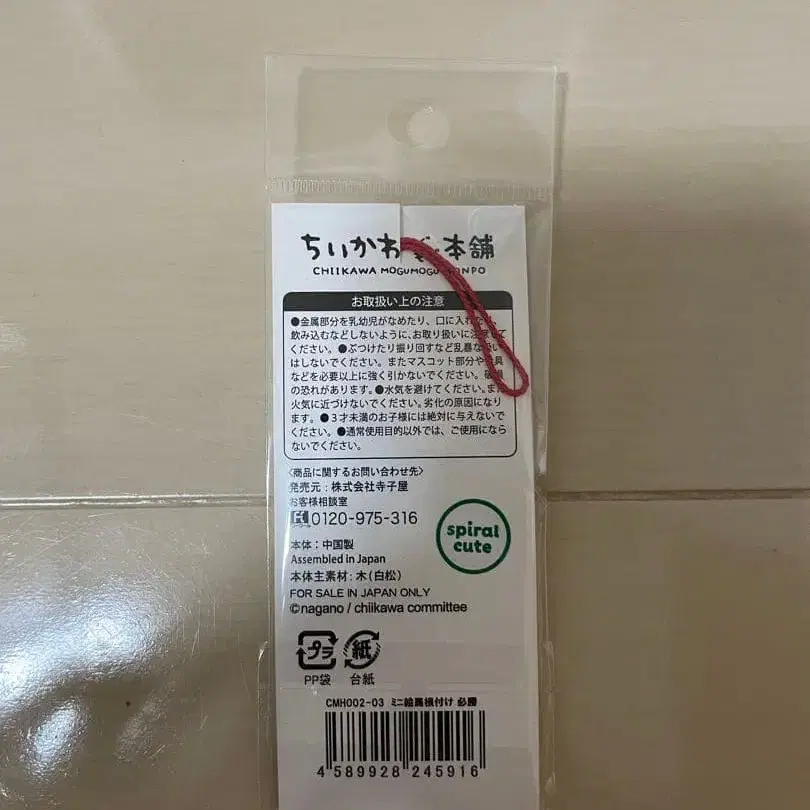 ちいかわ 本舗
CHIIKAWA MOGUMOGU
お取扱い上の注意
●金属部分を乳幼児がなめたり、口に入れ
飲み込むなどしないように、お取り扱いに注意して
ください。●ぶつけたり振り回すなど乱暴な扱い
はしないでください。またマスコット部分や金具
などを必要以上に強く引かないでください。破損
の恐れがあります。●水気を避けてください。また
火気に近づけないでください。劣化の原因になり
ます。●3才未満のお子様には絶対に与えないで
ください。●通常使用目的以外では、ご使用になら
ないでください。
〈商品に関するお問い合わせ先〉
発売元：株式会社寺子屋
お客様相談室
0120-975-316
spiral
cute
本体：中国製
Assembled in Japan
本体主素材：木（白松）
FOR SALE IN JAPAN ONLY
©nagano / chiikawa committee
プラ 紙
PP袋 台紙
CMH002-03 ミニ絵馬根付け 必勝
4 589928 245916